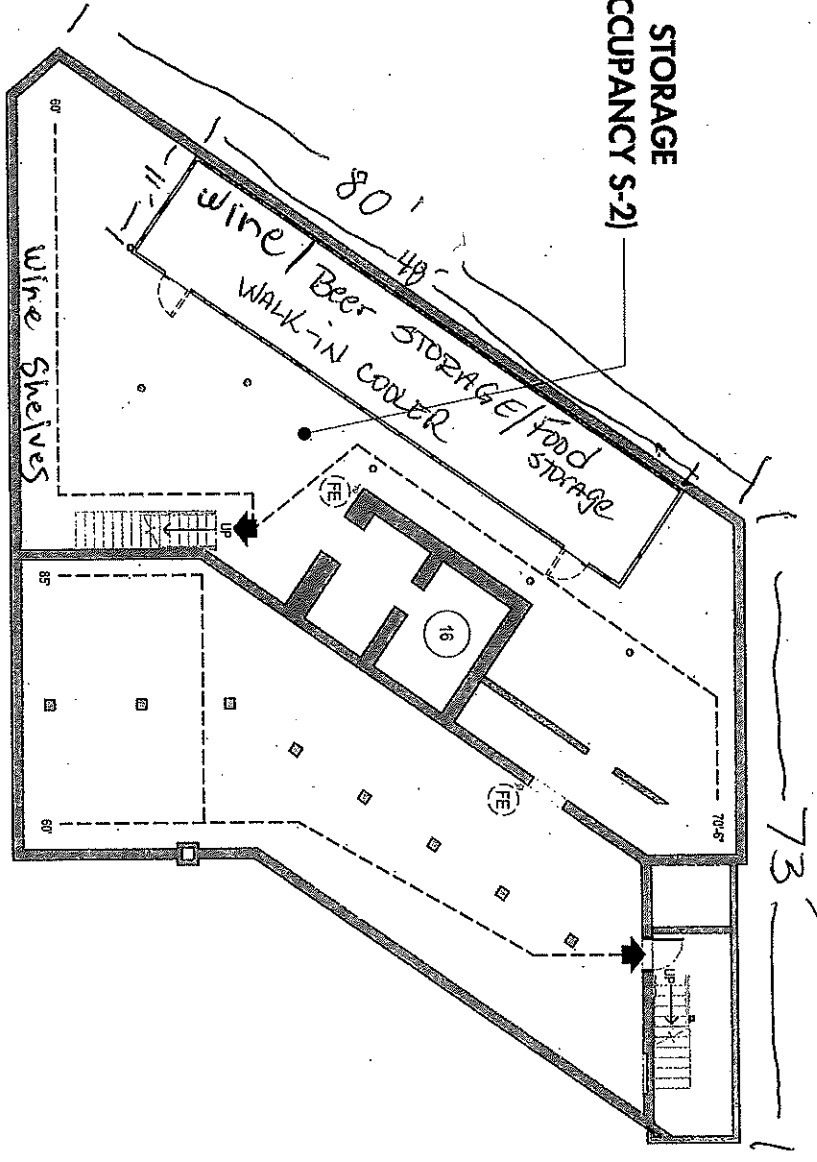 STORAGE
CCUPANCY S-2)
80'
48'
11'
wine/Beer STORAGE/Food
STORAGE
WALK-IN COOLER
Wine Shelves
73'
60'
FE
UP
16
85'
FE
70'-6"
60'
UP